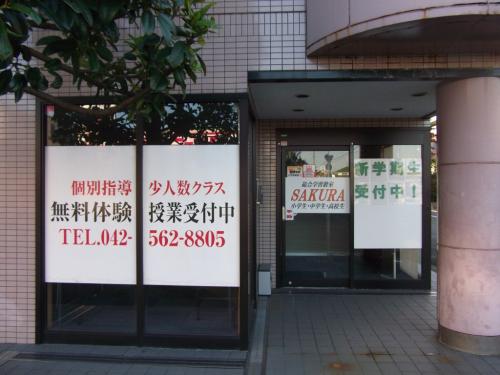 個別指導 少人数クラス
無料体験 授業受付中
TEL.042-562-8805
総合学習教室
SAKURA
小学生・中学生・高校生
新学期生
受付中!